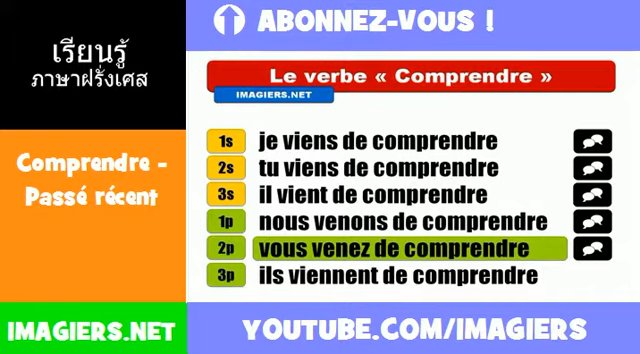 เรียนรู้
ภาษาฝรั่งเศส
Comprendre -
Passé récent
IMAGIERS.NET
ABONNEZ-VOUS !
Le verbe « Comprendre »
IMAGIERS.NET
1s je viens de comprendre
2s tu viens de comprendre
3s il vient de comprendre
1p nous venons de comprendre
2p vous venez de comprendre
3p ils viennent de comprendre
YOUTUBE.COM/IMAGIERS